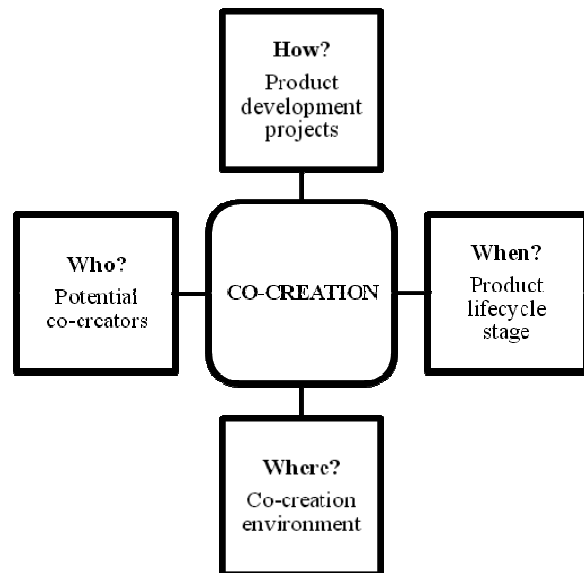 How?
Product
development
projects
Who?
Potential
co-creators
CO-CREATION
When?
Product
lifecycle
stage
Where?
Co-creation
environment